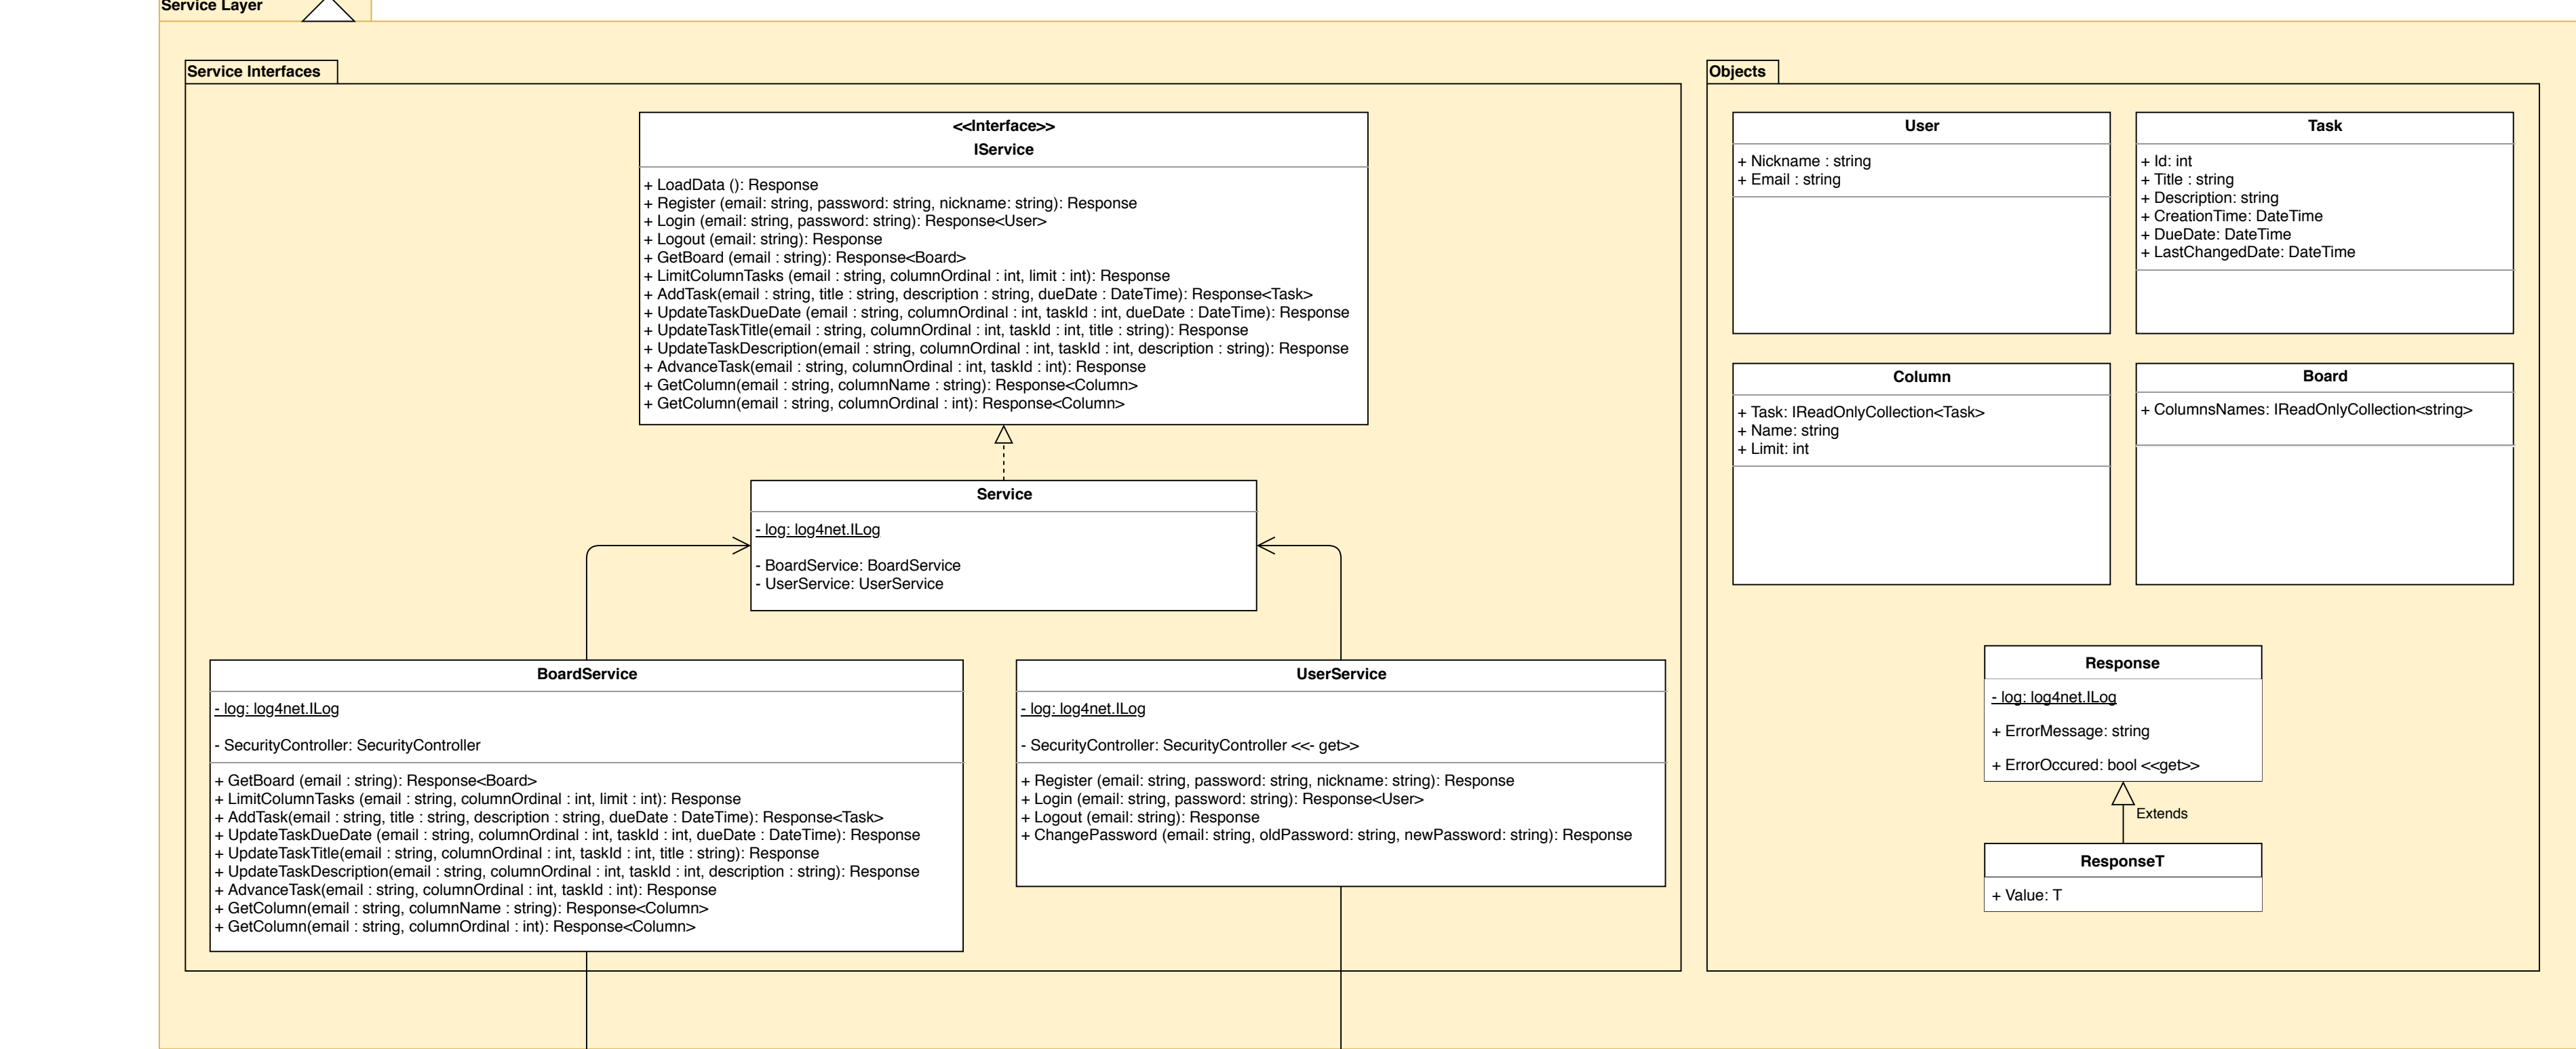 Service Layer
Service Interfaces
<<Interface>>
IService
+ LoadData (): Response
+ Register (email: string, password: string, nickname: string): Response
+ Login (email: string, password: string): Response<User>
+ Logout (email: string): Response
+ GetBoard (email : string): Response<Board>
+ LimitColumnTasks (email : string, columnOrdinal : int, limit : int): Response
+ AddTask(email : string, title : string, description : string, dueDate : DateTime): Response<Task>
+ UpdateTaskDueDate (email : string, columnOrdinal : int, taskId : int, dueDate : DateTime): Response
+ UpdateTaskTitle(email : string, columnOrdinal : int, taskId : int, title : string): Response
+ UpdateTaskDescription(email : string, columnOrdinal : int, taskId : int, description : string): Response
+ AdvanceTask(email : string, columnOrdinal : int, taskId : int): Response
+ GetColumn(email : string, columnName : string): Response<Column>
+ GetColumn(email : string, columnOrdinal : int): Response<Column>
Service
- log: log4net.ILog
- BoardService: BoardService
- UserService: UserService
BoardService
- log: log4net.ILog
- SecurityController: SecurityController
+ GetBoard (email : string): Response<Board>
+ LimitColumnTasks (email : string, columnOrdinal : int, limit : int): Response
+ AddTask(email : string, title : string, description : string, dueDate : DateTime): Response<Task>
+ UpdateTaskDueDate (email : string, columnOrdinal : int, taskId : int, dueDate : DateTime): Response
+ UpdateTaskTitle(email : string, columnOrdinal : int, taskId : int, title : string): Response
+ UpdateTaskDescription(email : string, columnOrdinal : int, taskId : int, description : string): Response
+ AdvanceTask(email : string, columnOrdinal : int, taskId : int): Response
+ GetColumn(email : string, columnName : string): Response<Column>
+ GetColumn(email : string, columnOrdinal : int): Response<Column>
UserService
- log: log4net.ILog
- SecurityController: SecurityController <<- get>>
+ Register (email: string, password: string, nickname: string): Response
+ Login (email: string, password: string): Response<User>
+ Logout (email: string): Response
+ ChangePassword (email: string, oldPassword: string, newPassword: string): Response
Objects
User
+ Nickname : string
+ Email : string
Task
+ Id: int
+ Title : string
+ Description: string
+ CreationTime: DateTime
+ DueDate: DateTime
+ LastChangedDate: DateTime
Column
+ Task: IReadOnlyCollection<Task>
+ Name: string
+ Limit: int
Board
+ ColumnsNames: IReadOnlyCollection<string>
Response
- log: log4net.ILog
+ ErrorMessage: string
+ ErrorOccured: bool <<get>>
Extends
ResponseT
+ Value: T